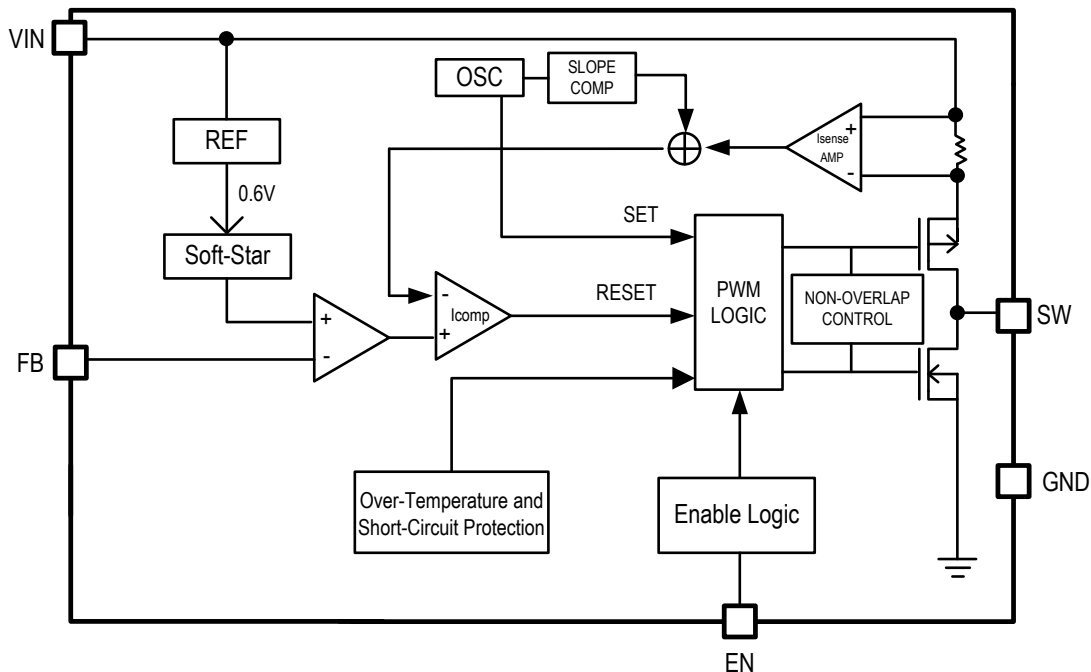 VIN
OSC
SLOPE
COMP
REF
+
Isense
AMP
-
0.6V
Soft-Star
SET
PWM
LOGIC
RESET
-
Icomp
+
NON-OVERLAP
CONTROL
SW
+
-
FB
Over-Temperature and
Short-Circuit Protection
Enable Logic
GND
EN